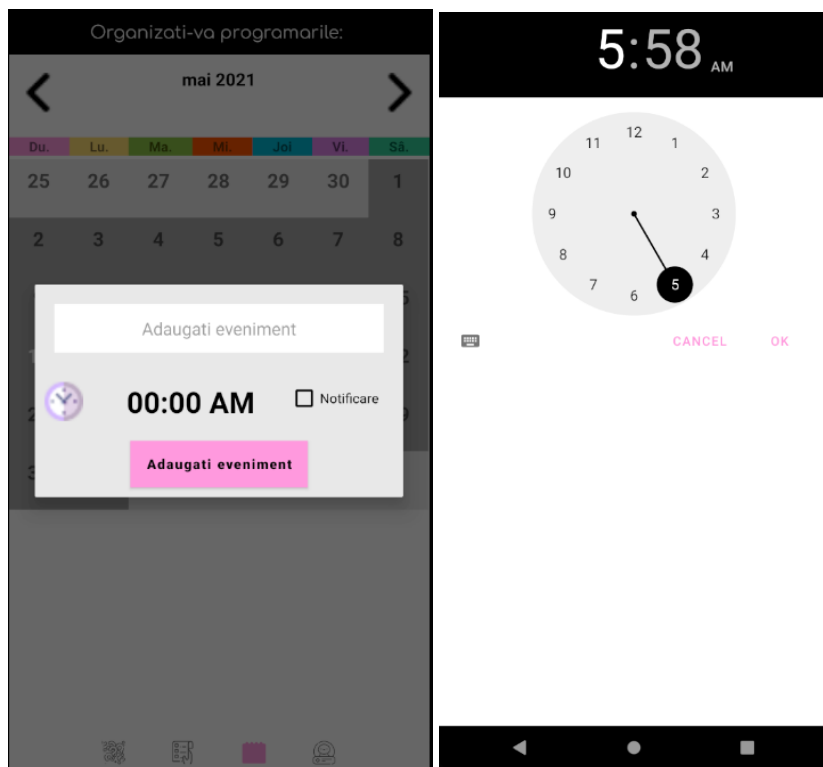 Organizati-va programarile:
mai 2021
Du. Lu. Ma. Mi. Joi Vi. Sâ.
25 26 27 28 29 30 1
2 3 4 5 6 7 8
Adaugati eveniment
00:00 AM Notificare
Adaugati eveniment
5:58 AM
12
11 1
10 2
9 3
8 4
7 5
6
CANCEL OK